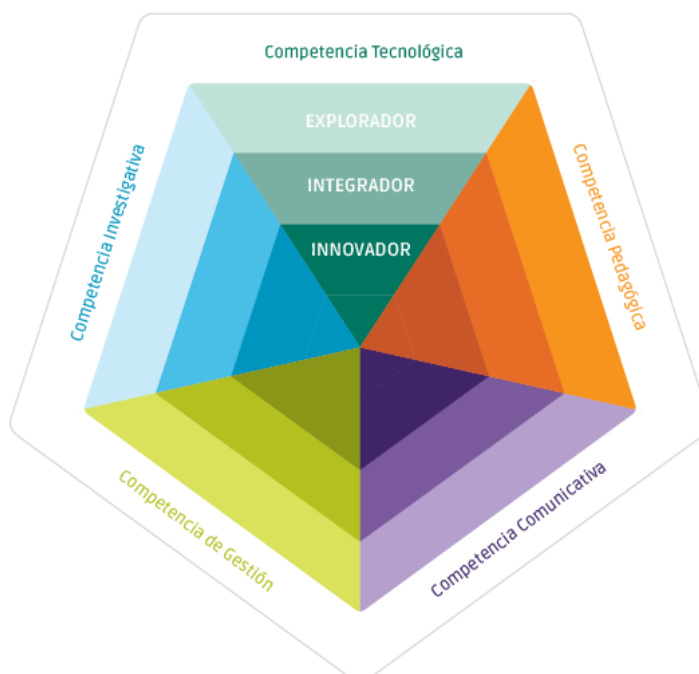 Competencia Tecnológica
EXPLORADOR
INTEGRADOR
INNOVADOR
Competencia Investigativa
Competencia Pedagógica
Competencia de Gestión
Competencia Comunicativa